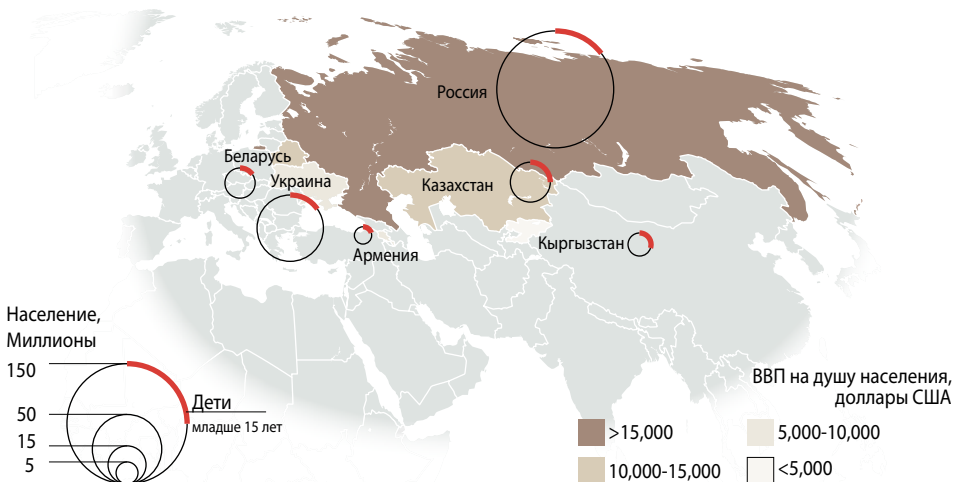 Россия
Беларусь
Украина
Казахстан
Армения
Кыргызстан
Население,
Миллионы
150
50
15
5
Дети
младше 15 лет
ВВП на душу населения,
доллары США
>15,000
5,000-10,000
10,000-15,000
<5,000